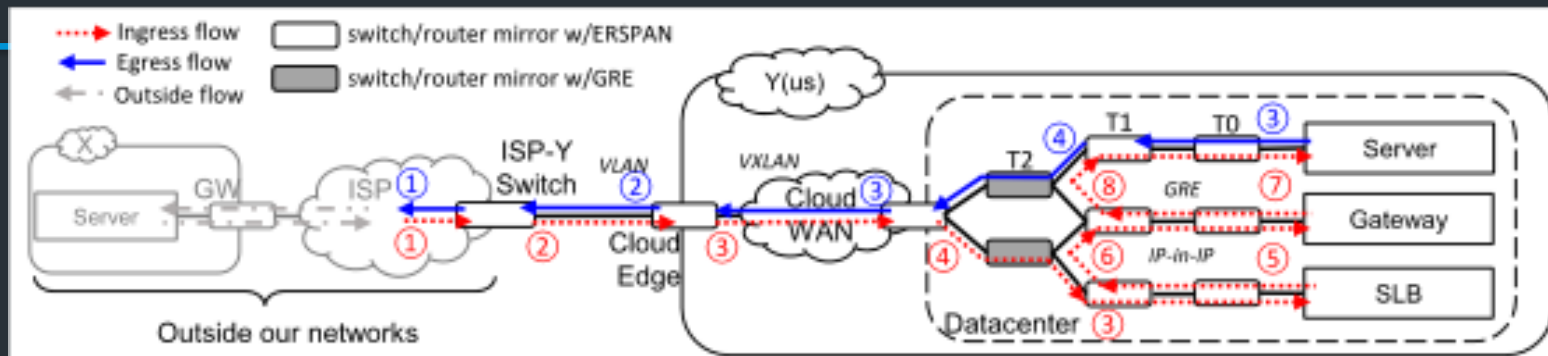 Ingress flow
switch/router mirror w/ERSPAN
Egress flow
switch/router mirror w/GRE
Outside flow
Y(us)
X
ISP-Y
Switch
VLAN
VXLAN
T2
T1
T0
④
③
Server
GW
ISP
①
②
Cloud
③
WAN
⑧
GRE
⑦
Server
Gateway
①
②
Cloud
Edge
③
④
⑥
IP-in-IP
⑤
SLB
Datacenter
③
Outside our networks